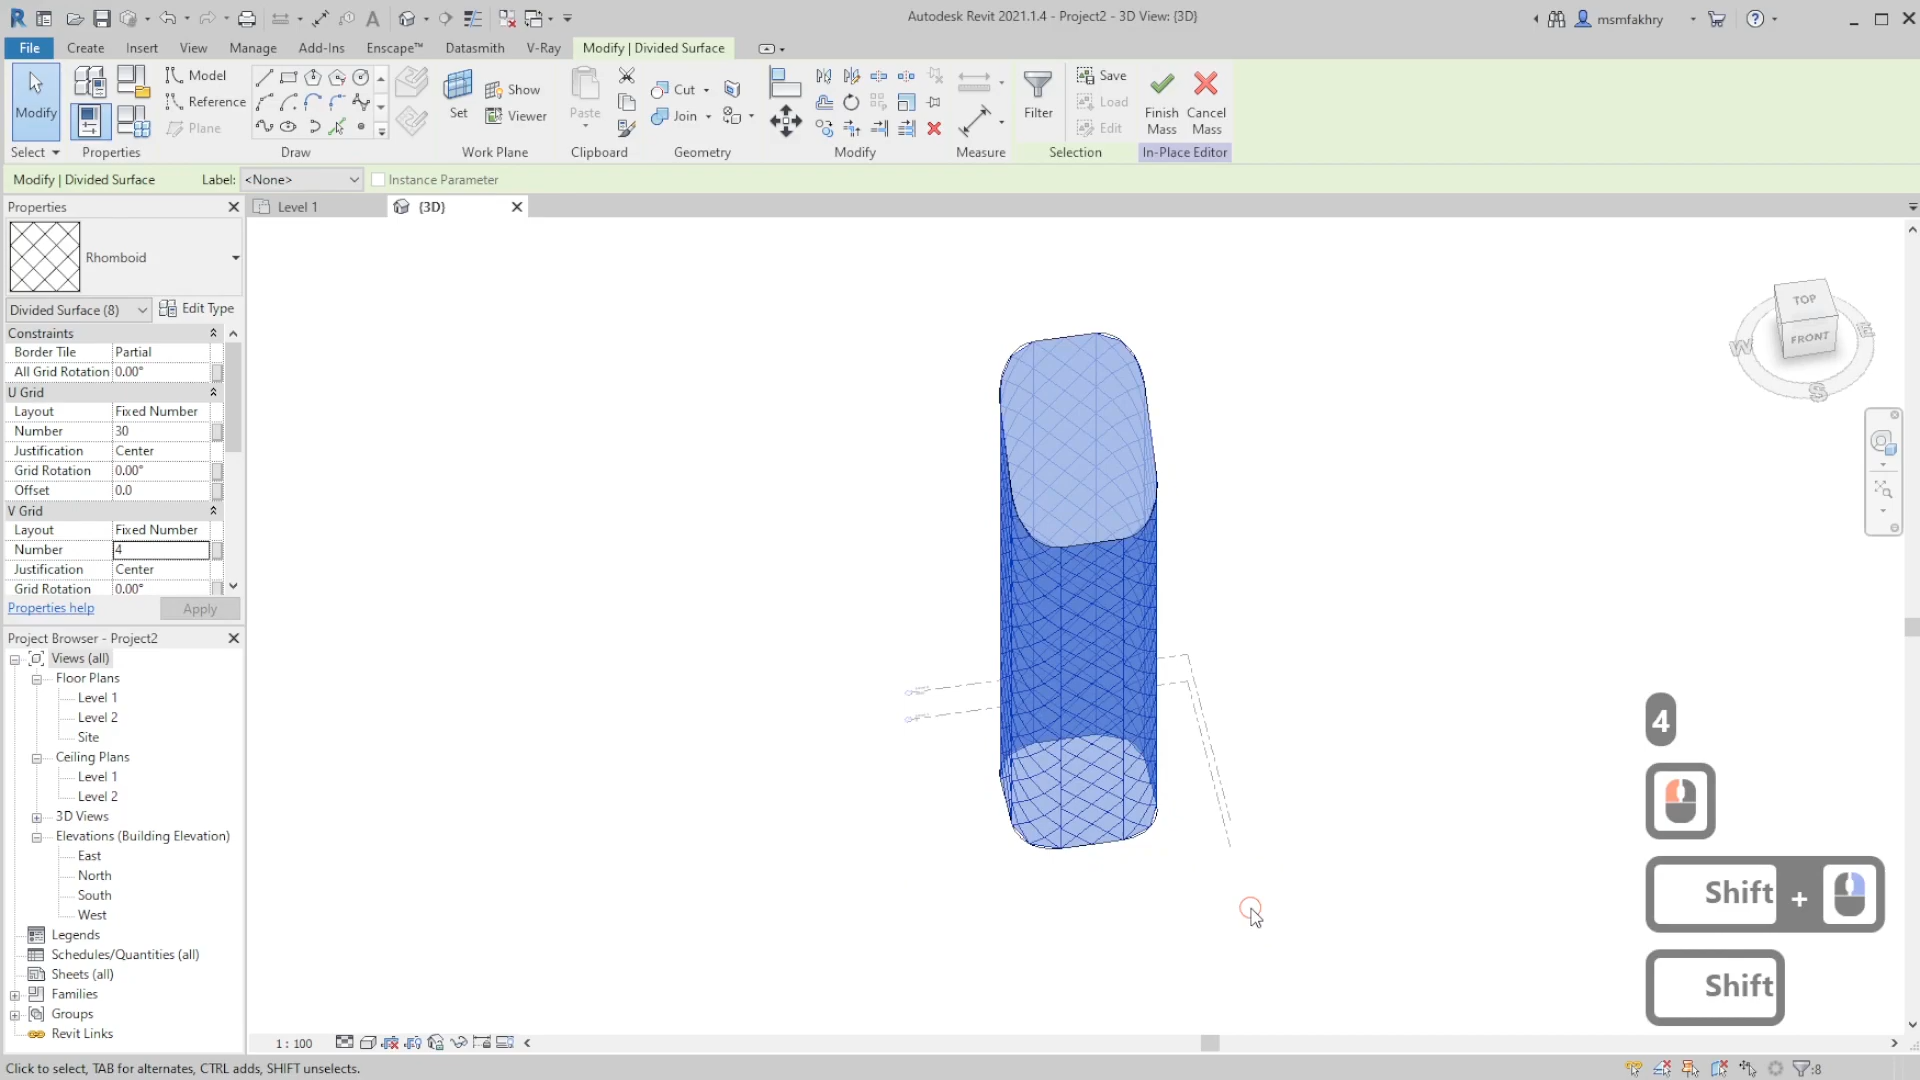 Autodesk Revit 2021.1.4 - Project2 - 3D View: {3D}
msmfakhry
File Create Insert View Manage Add-Ins Enscape™ Datasmith V-Ray Modify | Divided Surface
Modify
Model
Reference
Plane
Set
Show
Viewer
Paste
Cut
Join
Filter
Save
Load
Edit
Finish Mass
Cancel Mass
Select Properties Draw Work Plane Clipboard Geometry Modify Measure Selection In-Place Editor
Modify | Divided Surface Label: <None> Instance Parameter
Properties
Level 1
{3D}
Rhomboid
Divided Surface (8) Edit Type
Constraints
Border Tile Partial
All Grid Rotation 0.00°
U Grid
Layout Fixed Number
Number 30
Justification Center
Grid Rotation 0.00°
Offset 0.0
V Grid
Layout Fixed Number
Number 4
Justification Center
Grid Rotation 0.00°
Properties help Apply
Project Browser - Project2
Views (all)
Floor Plans
Level 1
Level 2
Site
Ceiling Plans
Level 1
Level 2
3D Views
Elevations (Building Elevation)
East
North
South
West
Legends
Schedules/Quantities (all)
Sheets (all)
Families
Groups
Revit Links
TOP
FRONT
W
S
4
Shift +
Shift
1 : 100
Click to select, TAB for alternates, CTRL adds, SHIFT unselects.
:8